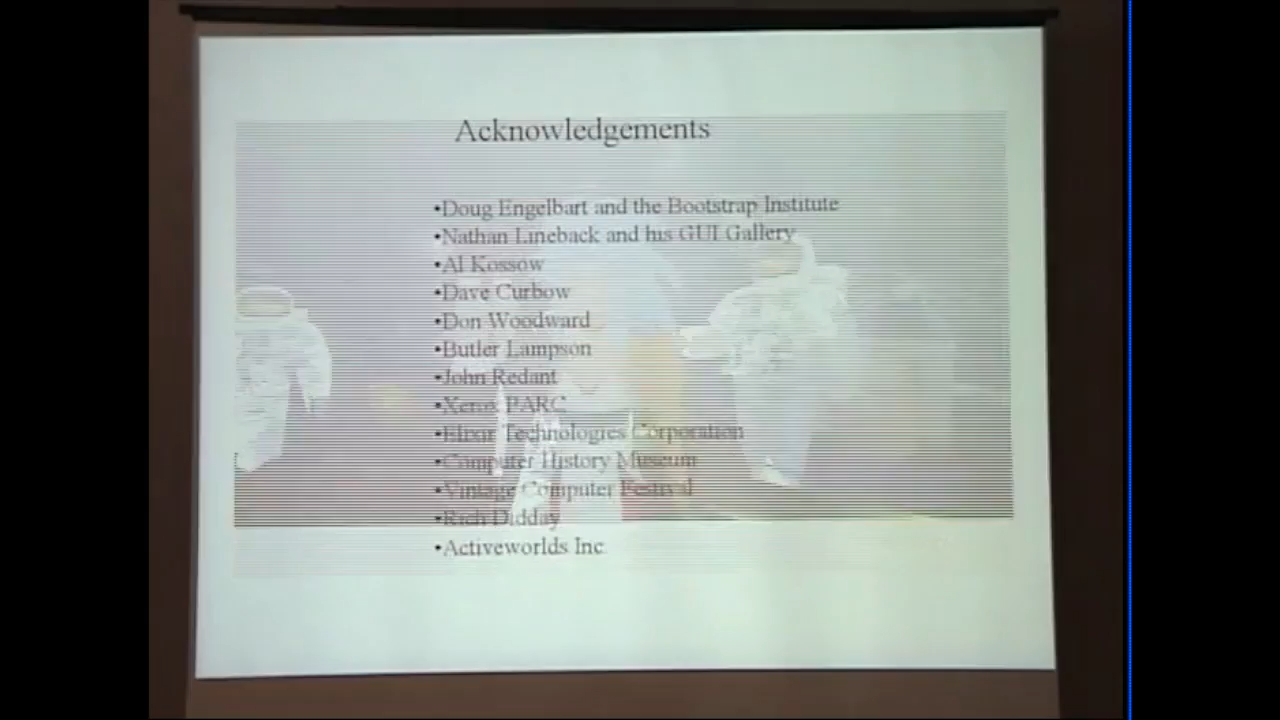 Acknowledgements
•Doug Engelbart and the Bootstrap Institute
•Nathan Lineback and his GUI Gallery
•Al Kossow
•Dave Curbow
•Don Woodward
•Butler Lampson
•John Redant
•Xerox PARC
•Elixir Technologies Corporation
•Computer History Museum
•Vintage Computer Festival
•Rich Didday
•Activeworlds Inc